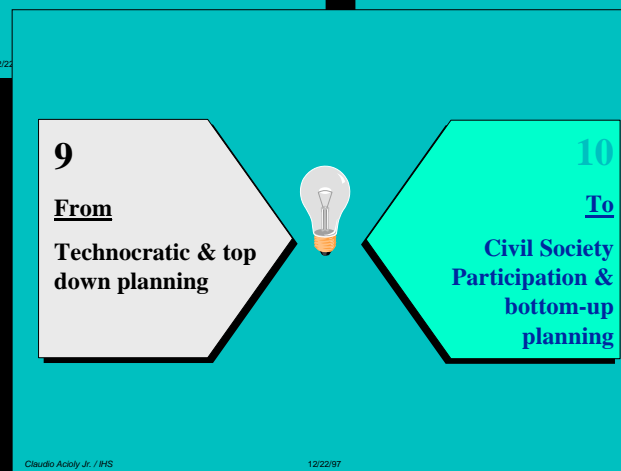 9
From
Technocratic & top
down planning
10
To
Civil Society
Participation &
bottom-up
planning
Claudio Acioly Jr. / IHS
12/22/97